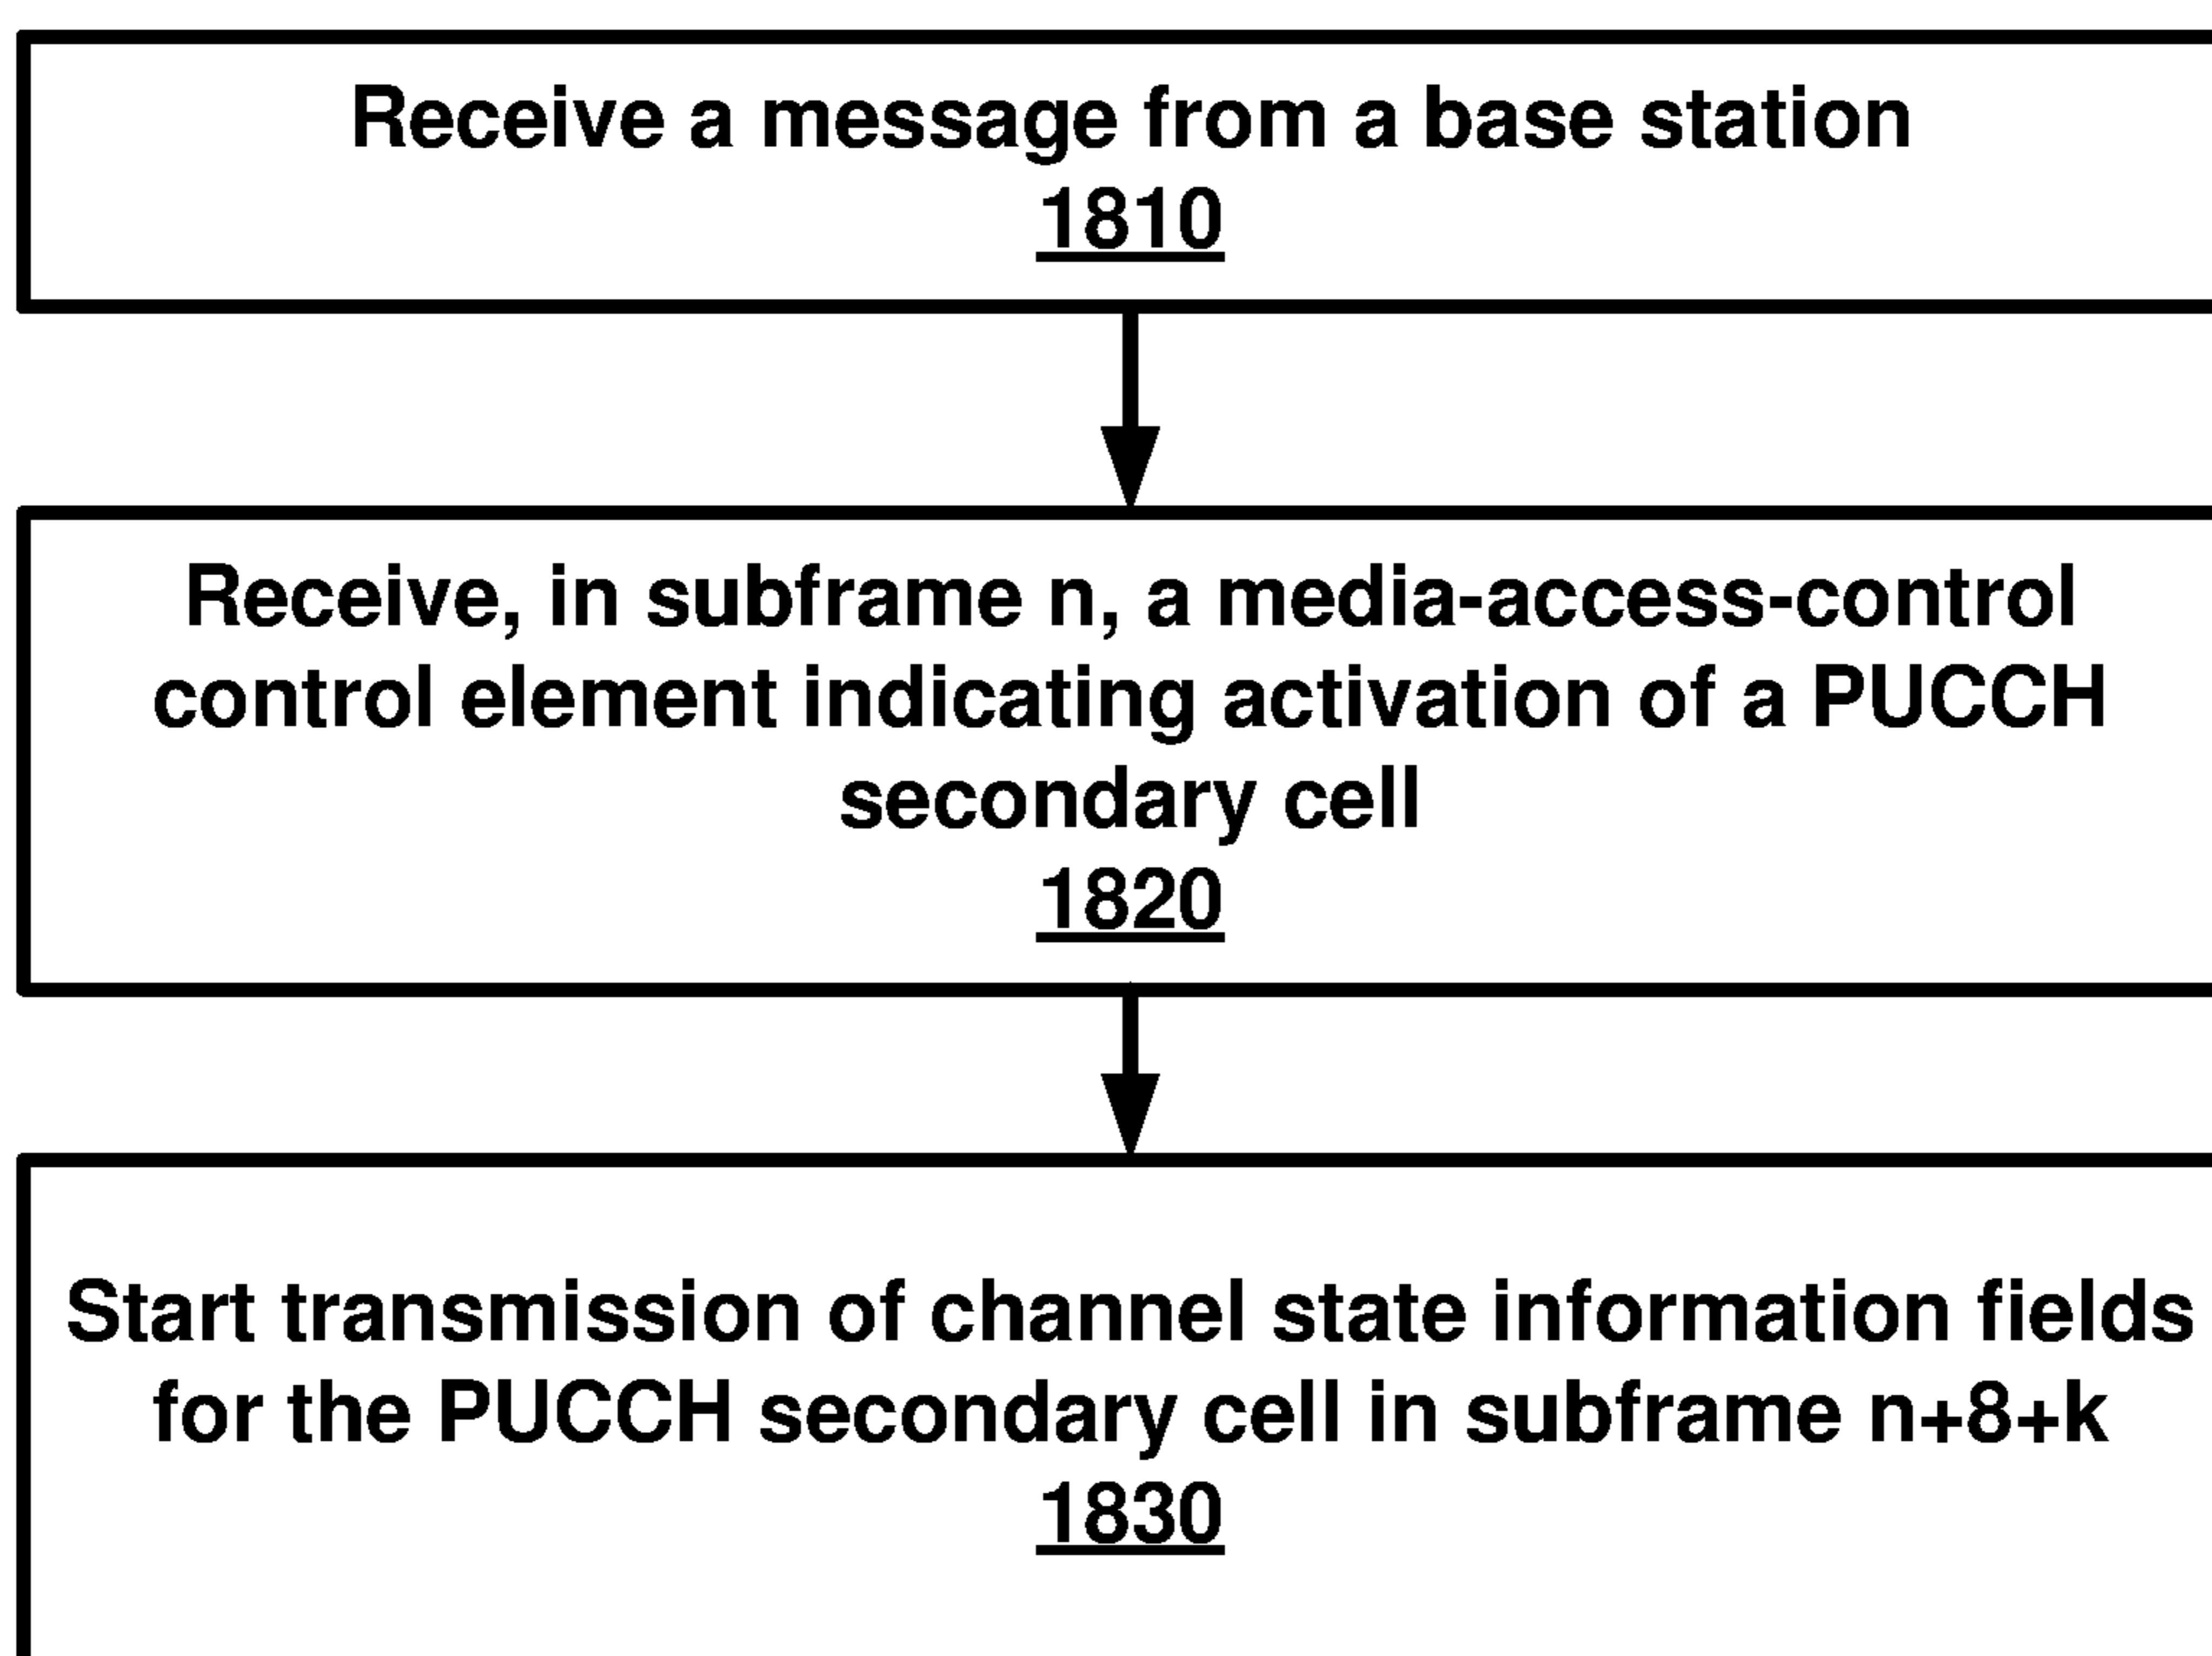 Receive a message from a base station
1810
Receive, in subframe n, a media-access-control
control element indicating activation of a PUCCH
secondary cell
1820
Start transmission of channel state information fields
for the PUCCH secondary cell in subframe n+8+k
1830